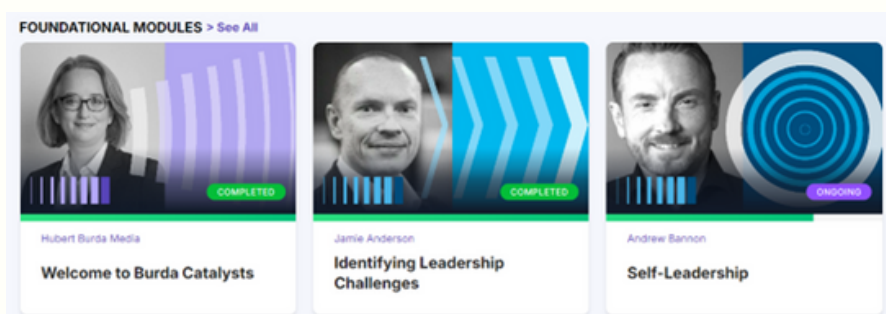 FOUNDATIONAL MODULES > See All
COMPLETED
COMPLETED
ONGOING
Hubert Burda Media
Jamie Anderson
Andrew Bannon
Welcome to Burda Catalysts
Identifying Leadership
Challenges
Self-Leadership